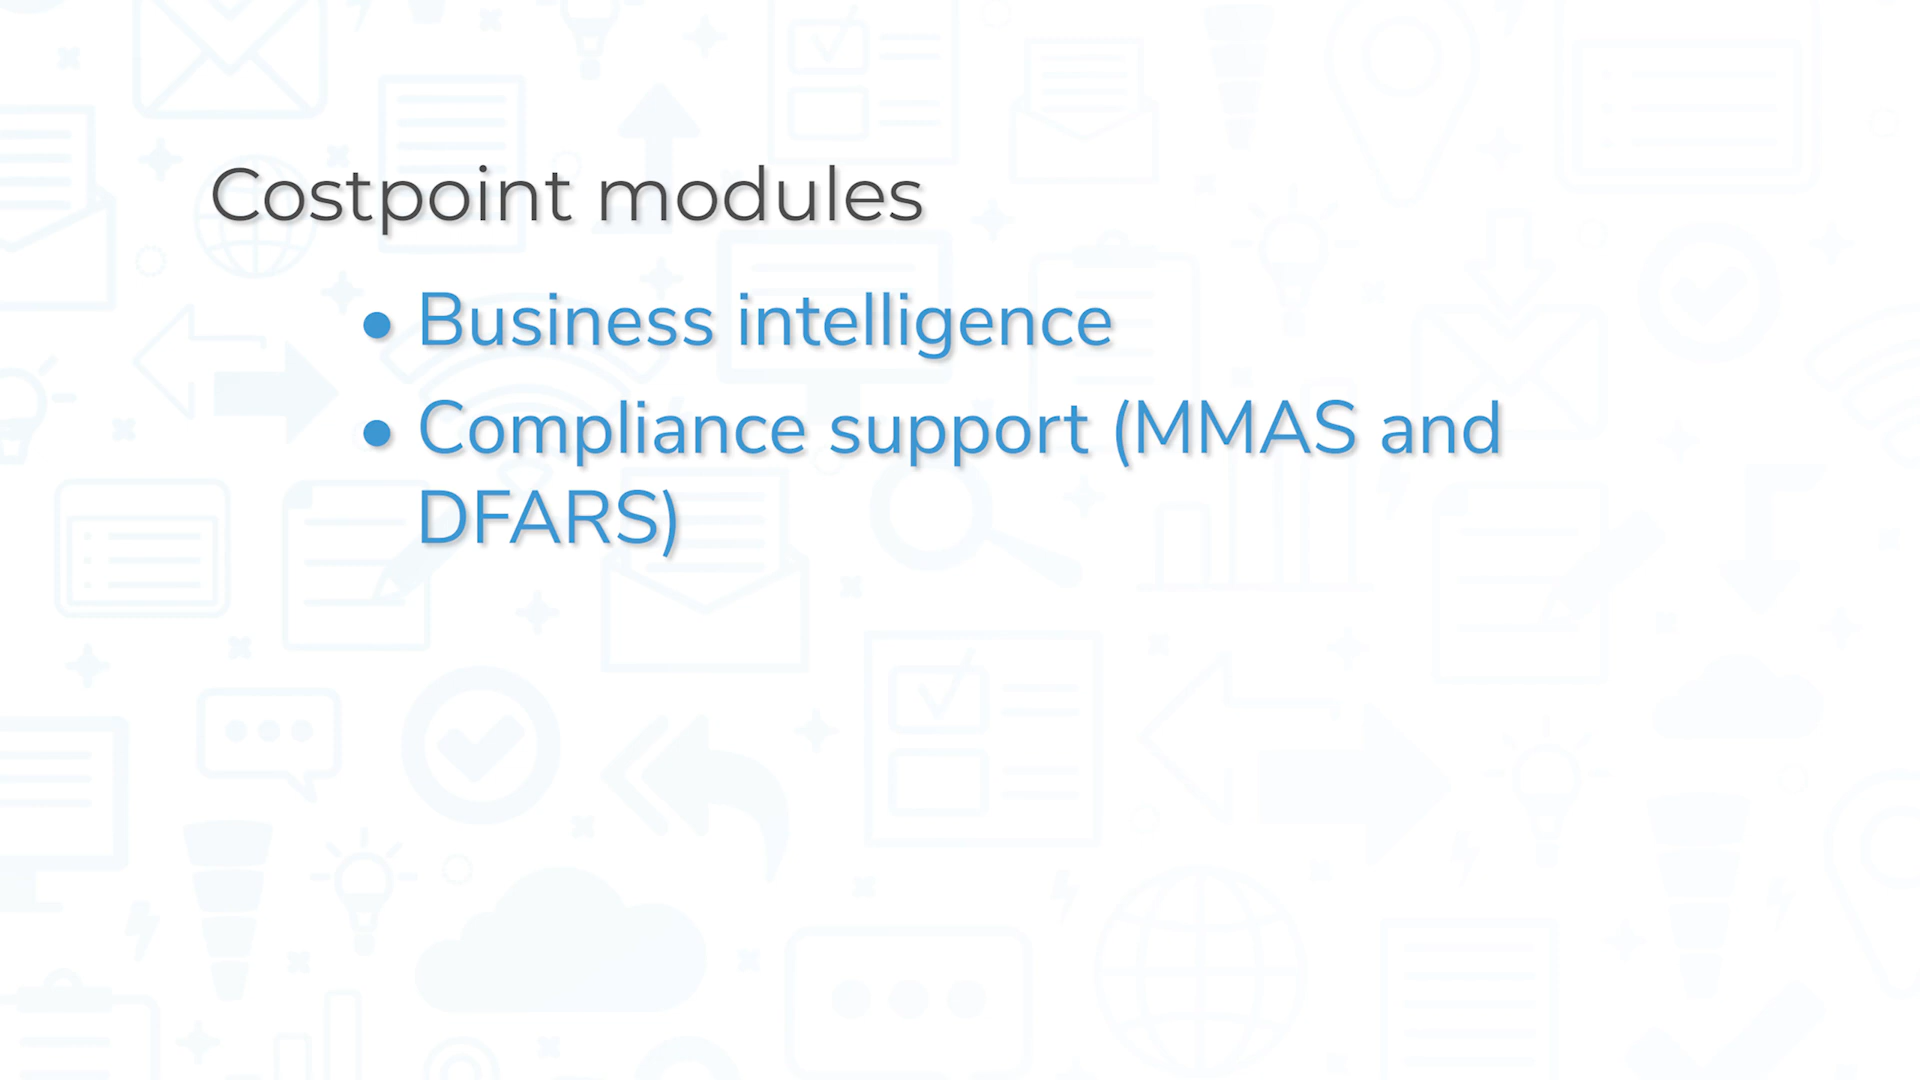 Costpoint modules
• Business intelligence
• Compliance support (MMAS and
DFARS)